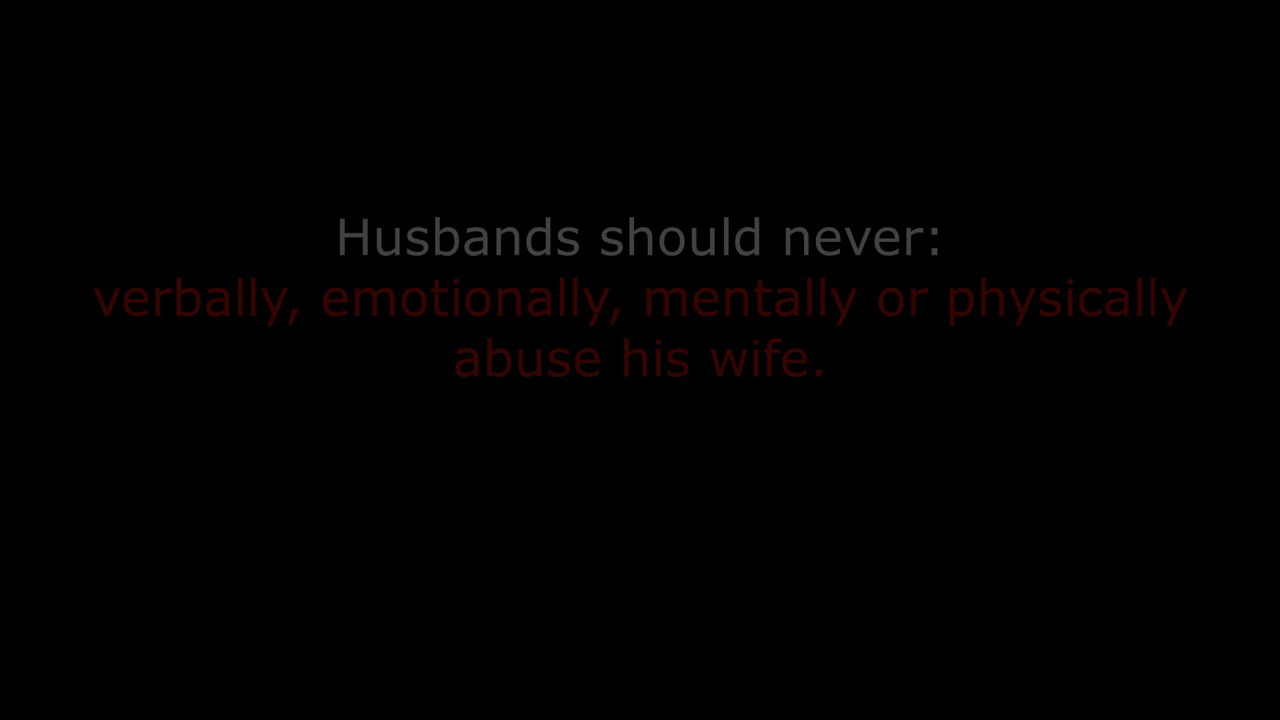 Husbands should never:
verbally, emotionally, mentally or physically
abuse his wife.